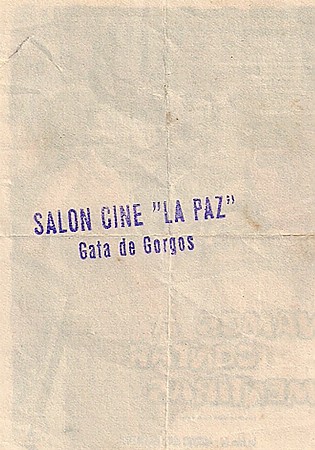 SALON CINE "LA PAZ"
Gata de Gorgos